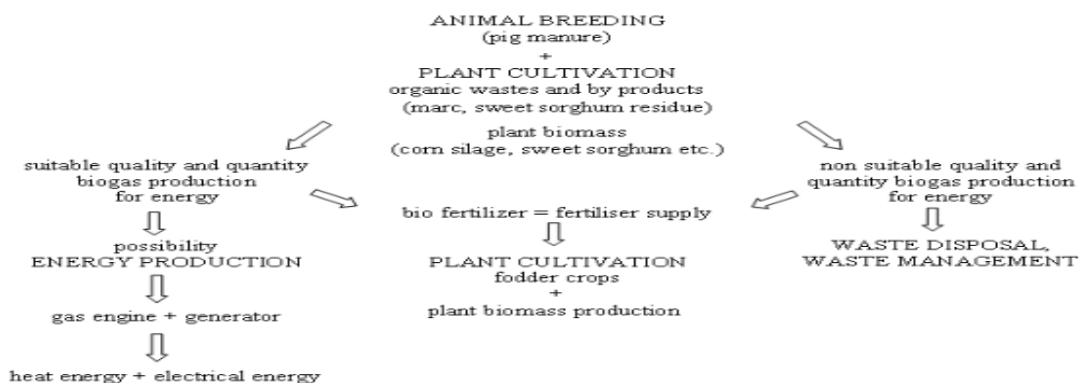 ANIMAL BREEDING
(pig manure)
+
PLANT CULTIVATION
organic wastes and by products
(marc, sweet sorghum residue)
plant biomass
(corn silage, sweet sorghum etc.)
suitable quality and quantity
biogas production
for energy
non suitable quality and
quantity biogas production
for energy
bio fertilizer = fertiliser supply
possibility
ENERGY PRODUCTION
PLANT CULTIVATION
fodder crops
+
plant biomass production
WASTE DISPOSAL,
WASTE MANAGEMENT
gas engine + generator
heat energy + electrical energy